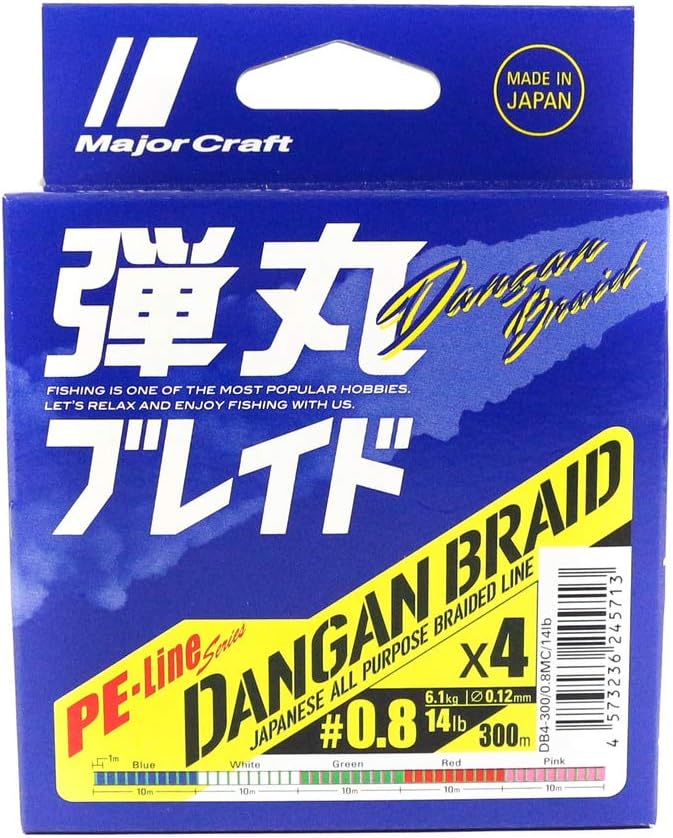 Major Craft
MADE IN
JAPAN
弾丸
Dangan
Braid
FISHING IS ONE OF THE MOST POPULAR HOBBIES.
LET'S RELAX AND ENJOY FISHING WITH US.
ブレイド
PE-Line Series
DANGAN BRAID
JAPANESE ALL PURPOSE BRAIDED LINE
X4
#0.8
6.1kg
Ø0.12mm
14lb
300m
1m
Blue White Green Red Pink
10m 10m 10m 10m 10m
DB4-300/0.8MC/14lb
4 573236 245713